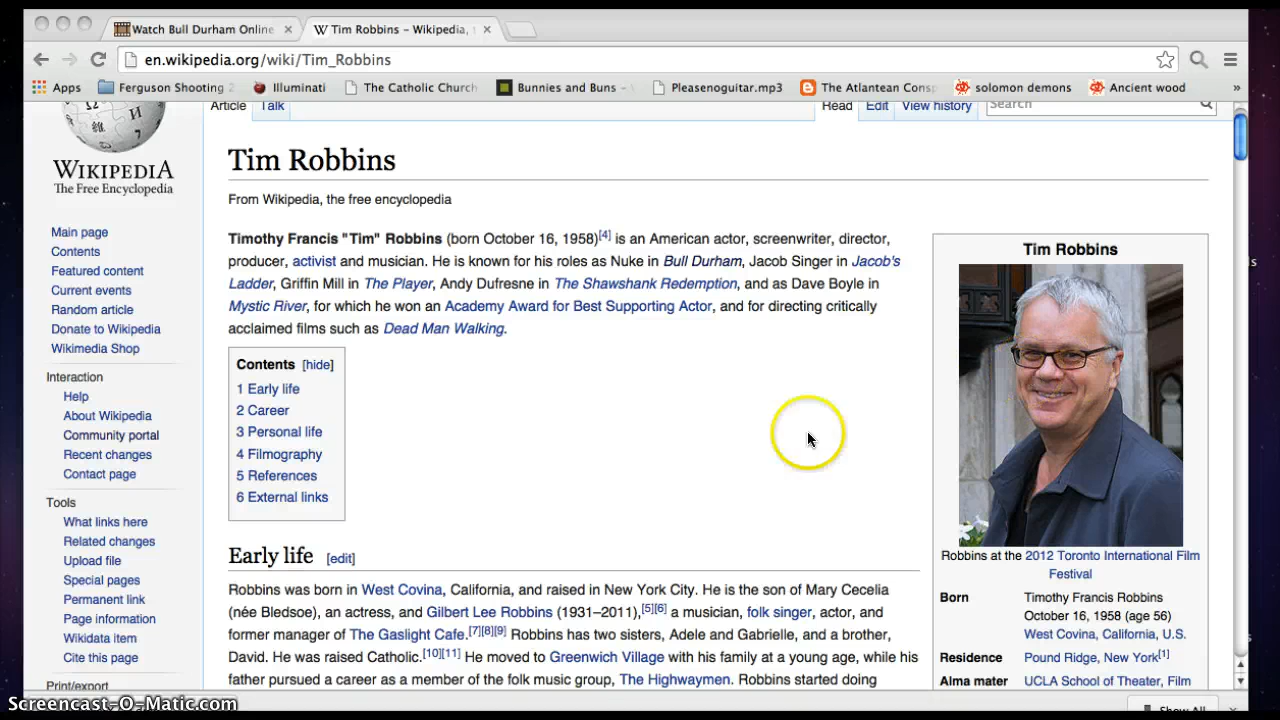 Watch Bull Durham Online
Tim Robbins – Wikipedia,
en.wikipedia.org/wiki/Tim_Robbins
Apps
Ferguson Shooting
Illuminati
The Catholic Church
Bunnies and Buns -
Pleasenoguitar.mp3
The Atlantean Consp
solomon demons
Ancient wood
»
Article
Talk
Read
Edit
View history
Search
WIKIPEDIA
The Free Encyclopedia
Main page
Contents
Featured content
Current events
Random article
Donate to Wikipedia
Wikimedia Shop
Interaction
Help
About Wikipedia
Community portal
Recent changes
Contact page
Tools
What links here
Related changes
Upload file
Special pages
Permanent link
Page information
Wikidata item
Cite this page
Print/export
Tim Robbins
From Wikipedia, the free encyclopedia
Timothy Francis "Tim" Robbins (born October 16, 1958)[4] is an American actor, screenwriter, director,
producer, activist and musician. He is known for his roles as Nuke in Bull Durham, Jacob Singer in Jacob's
Ladder, Griffin Mill in The Player, Andy Dufresne in The Shawshank Redemption, and as Dave Boyle in
Mystic River, for which he won an Academy Award for Best Supporting Actor, and for directing critically
acclaimed films such as Dead Man Walking.
Contents [hide]
1 Early life
2 Career
3 Personal life
4 Filmography
5 References
6 External links
Early life [edit]
Robbins was born in West Covina, California, and raised in New York City. He is the son of Mary Cecelia
(née Bledsoe), an actress, and Gilbert Lee Robbins (1931–2011),[5][6] a musician, folk singer, actor, and
former manager of The Gaslight Cafe.[7][8][9] Robbins has two sisters, Adele and Gabrielle, and a brother,
David. He was raised Catholic.[10][11] He moved to Greenwich Village with his family at a young age, while his
father pursued a career as a member of the folk music group, The Highwaymen. Robbins started doing
Tim Robbins
Robbins at the 2012 Toronto International Film
Festival
Born Timothy Francis Robbins
October 16, 1958 (age 56)
West Covina, California, U.S.
Residence Pound Ridge, New York[1]
Alma mater UCLA School of Theater, Film
Show All
Screencast-O-Matic.com